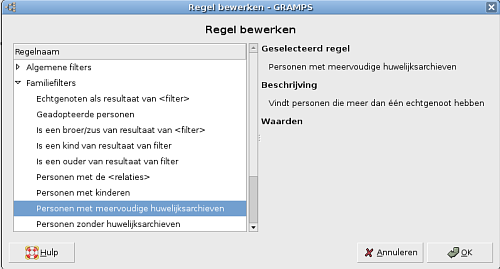 Regel bewerken - GRAMPS
Regel bewerken
Regelnaam
Algemene filters
Familiefilters
Echtgenoten als resultaat van <filter>
Geadopteerde personen
Is een broer/zus van resultaat van <filter>
Is een kind van resultaat van filter
Is een ouder van resultaat van filter
Personen met de <relaties>
Personen met kinderen
Personen met meervoudige huwelijksarchieven
Personen zonder huwelijksarchieven
Geselecteerd regel
Personen met meervoudige huwelijksarchieven
Beschrijving
Vindt personen die meer dan één echtgenoot hebben
Waarden
Hulp
Annuleren
OK